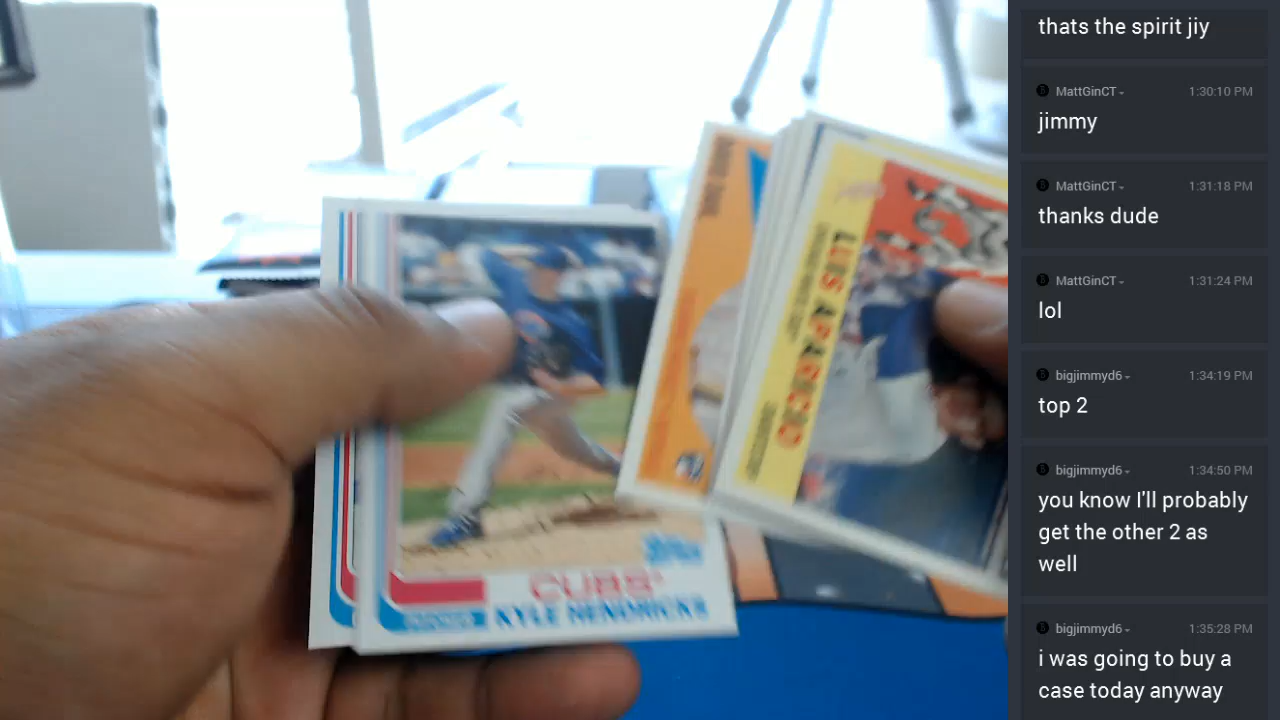 LUIS APARICIO
Topps
CUBS
KYLE HENDRICKS
thats the spirit jiy
MattGinCT
1:30:10 PM
jimmy
MattGinCT
1:31:18 PM
thanks dude
MattGinCT
1:31:24 PM
lol
bigjimmyd6
1:34:19 PM
top 2
bigjimmyd6
1:34:50 PM
you know I'll probably
get the other 2 as
well
bigjimmyd6
1:35:28 PM
i was going to buy a
case today anyway